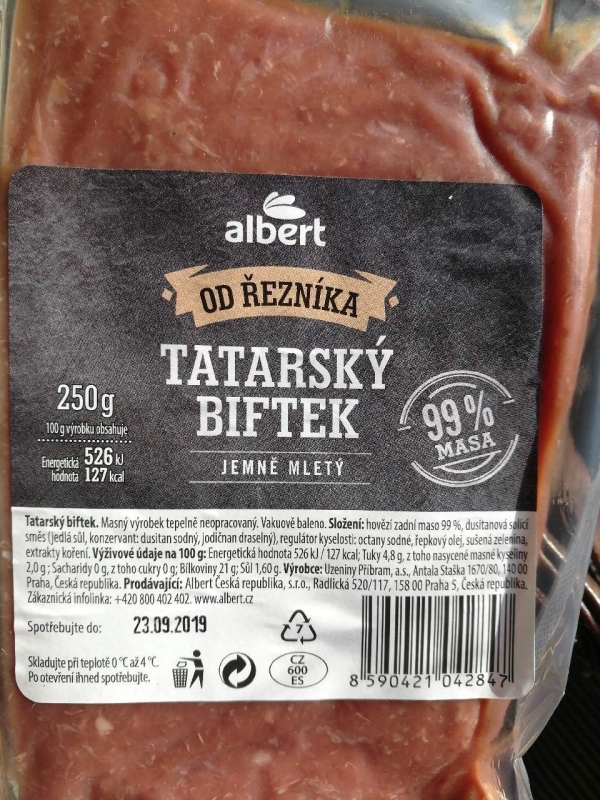 albert
OD ŘEZNÍKA
TATARSKÝ
BIFTEK
JEMNĚ MLETÝ
250 g
100 g výrobku obsahuje
Energetická 526 kJ
hodnota 127 kcal
99 %
MASA
Tatarský biftek. Masný výrobek tepelně neopracovaný. Vakuově baleno. Složení: hovězí zadní maso 99 %, dusitanová solicí
směs (jedlá sůl, konzervant: dusitan sodný, jodičnan draselný), regulátor kyselosti: octany sodné, řepkový olej, sušená zelenina,
extrakty koření. Výživové údaje na 100 g: Energetická hodnota 526 kJ / 127 kcal; Tuky 4,8 g, z toho nasycené masné kyseliny
2,0 g ; Sacharidy 0 g, z toho cukry 0 g; Bílkoviny 21 g; Sůl 1,60 g. Výrobce: Uzeniny Příbram, a.s., Antala Staška 1670/80, 140 00
Praha, Česká republika. Prodávající: Albert Česká republika, s.r.o., Radlická 520/117, 158 00 Praha 5, Česká republika.
Zákaznická infolinka: +420 800 402 402. www.albert.cz
Spotřebujte do: 23.09.2019
7
Skladujte při teplotě 0 °C až 4 °C.
Po otevření ihned spotřebujte.
CZ
600
ES
8 590421 042847